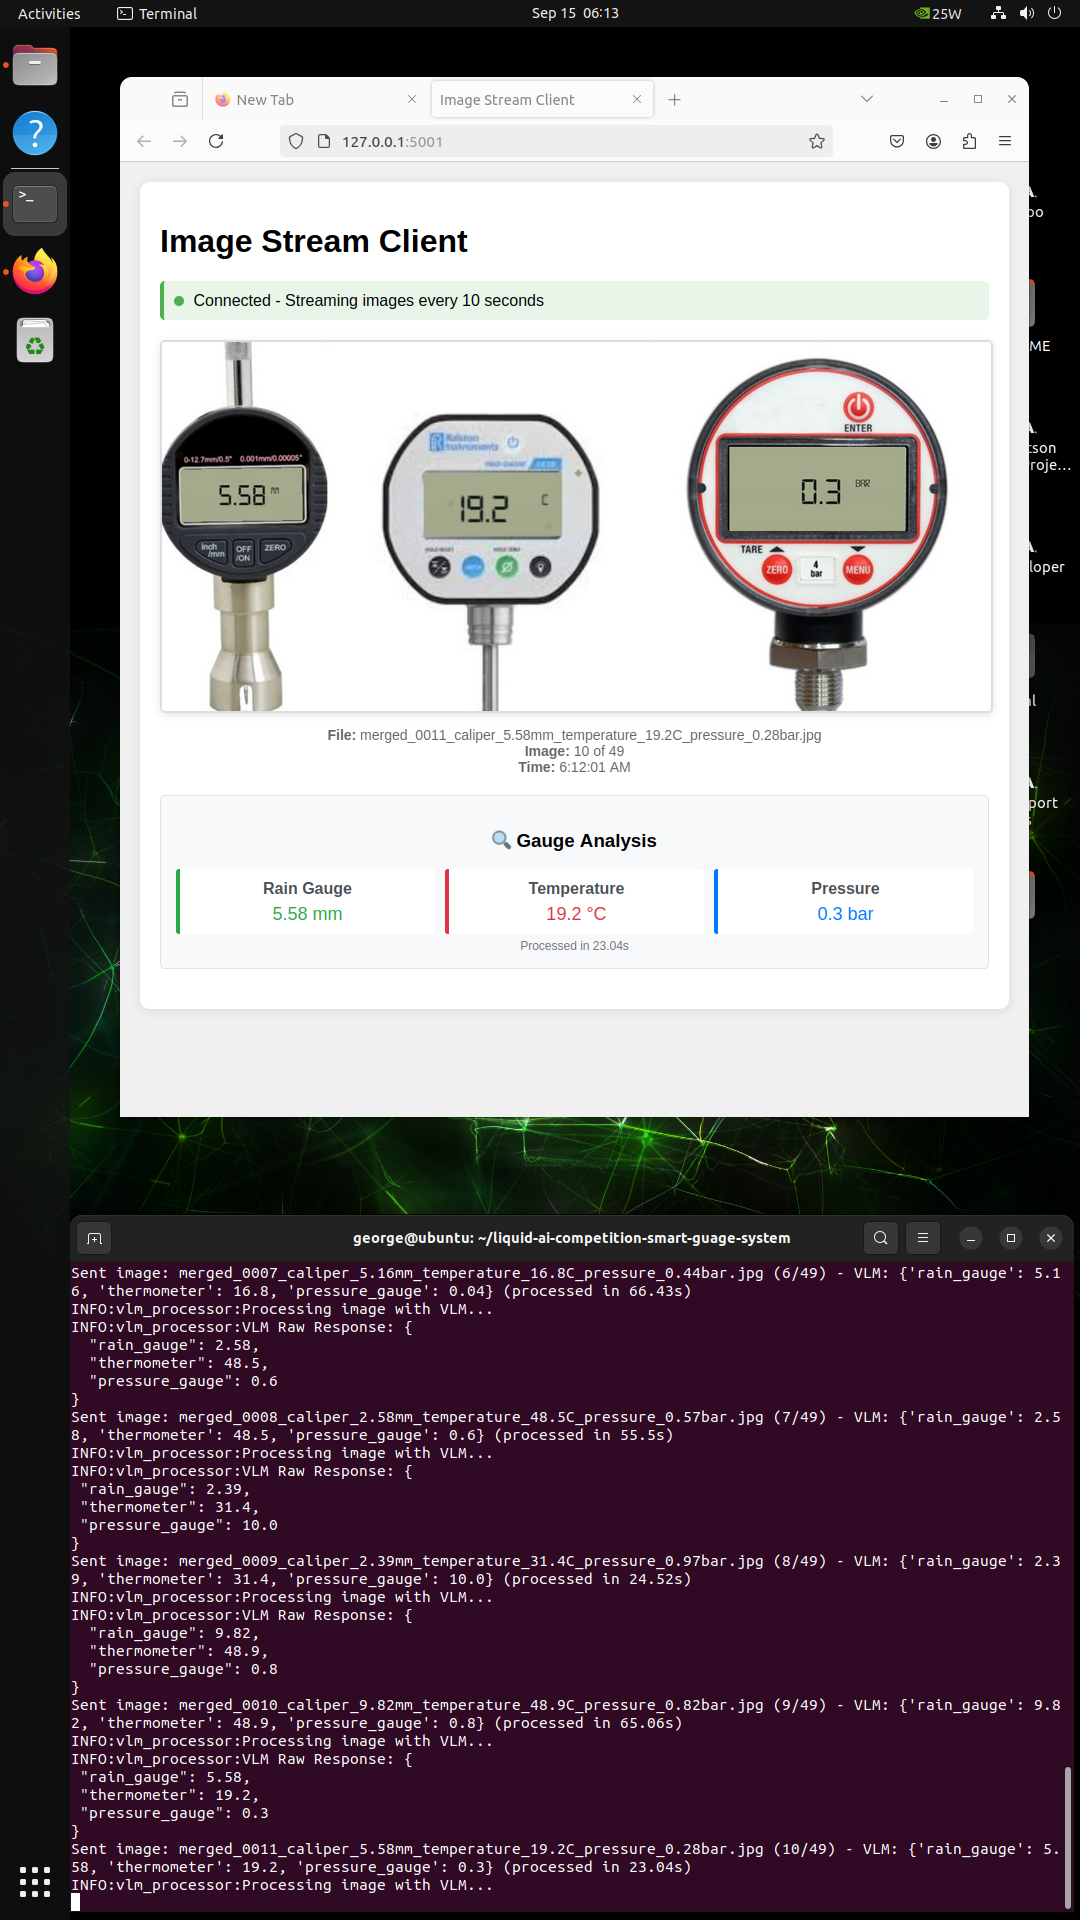 Activities
Terminal
Sep 15 06:13
25W
New Tab
Image Stream Client
127.0.0.1:5001
Image Stream Client
Connected - Streaming images every 10 seconds
0-12.7mm/0.5" 0.001mm/0.00005"
5.58
inch/mm
OFF/ON
ZERO
Ralston
Instruments
19.2 C
ENTER
0.3 BAR
TARE
ZERO
4
bar
MENU
File: merged_0011_caliper_5.58mm_temperature_19.2C_pressure_0.28bar.jpg
Image: 10 of 49
Time: 6:12:01 AM
Gauge Analysis
Rain Gauge
5.58 mm
Temperature
19.2 °C
Pressure
0.3 bar
Processed in 23.04s
A.
oo
ME
A.
tson
roje...
A.
loper
al
A.
port
A.
george@ubuntu: ~/liquid-ai-competition-smart-guage-system
Sent image: merged_0007_caliper_5.16mm_temperature_16.8C_pressure_0.44bar.jpg (6/49) - VLM: {'rain_gauge': 5.1
6, 'thermometer': 16.8, 'pressure_gauge': 0.04} (processed in 66.43s)
INFO:vlm_processor:Processing image with VLM...
INFO:vlm_processor:VLM Raw Response: {
"rain_gauge": 2.58,
"thermometer": 48.5,
"pressure_gauge": 0.6
}
Sent image: merged_0008_caliper_2.58mm_temperature_48.5C_pressure_0.57bar.jpg (7/49) - VLM: {'rain_gauge': 2.5
8, 'thermometer': 48.5, 'pressure_gauge': 0.6} (processed in 55.5s)
INFO:vlm_processor:Processing image with VLM...
INFO:vlm_processor:VLM Raw Response: {
"rain_gauge": 2.39,
"thermometer": 31.4,
"pressure_gauge": 10.0
}
Sent image: merged_0009_caliper_2.39mm_temperature_31.4C_pressure_0.97bar.jpg (8/49) - VLM: {'rain_gauge': 2.3
9, 'thermometer': 31.4, 'pressure_gauge': 10.0} (processed in 24.52s)
INFO:vlm_processor:Processing image with VLM...
INFO:vlm_processor:VLM Raw Response: {
"rain_gauge": 9.82,
"thermometer": 48.9,
"pressure_gauge": 0.8
}
Sent image: merged_0010_caliper_9.82mm_temperature_48.9C_pressure_0.82bar.jpg (9/49) - VLM: {'rain_gauge': 9.8
2, 'thermometer': 48.9, 'pressure_gauge': 0.8} (processed in 65.06s)
INFO:vlm_processor:Processing image with VLM...
INFO:vlm_processor:VLM Raw Response: {
"rain_gauge": 5.58,
"thermometer": 19.2,
"pressure_gauge": 0.3
}
Sent image: merged_0011_caliper_5.58mm_temperature_19.2C_pressure_0.28bar.jpg (10/49) - VLM: {'rain_gauge': 5.
58, 'thermometer': 19.2, 'pressure_gauge': 0.3} (processed in 23.04s)
INFO:vlm_processor:Processing image with VLM...